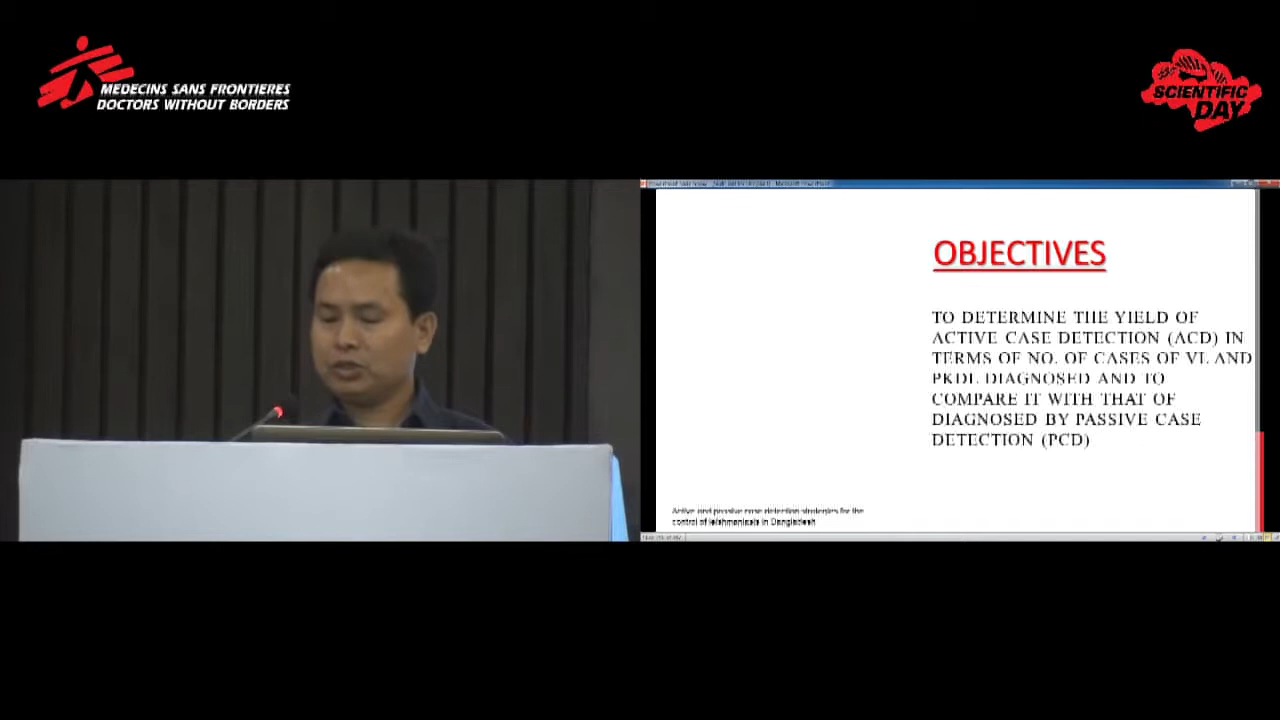 MEDECINS SANS FRONTIERES
DOCTORS WITHOUT BORDERS
SCIENTIFIC
DAY
OBJECTIVES
TO DETERMINE THE YIELD OF
ACTIVE CASE DETECTION (ACD) IN
TERMS OF NO. OF CASES OF VL AND
PKDL DIAGNOSED AND TO
COMPARE IT WITH THAT OF
DIAGNOSED BY PASSIVE CASE
DETECTION (PCD)
Active and passive case detection strategies for the
control of leishmaniasis in Bangladesh